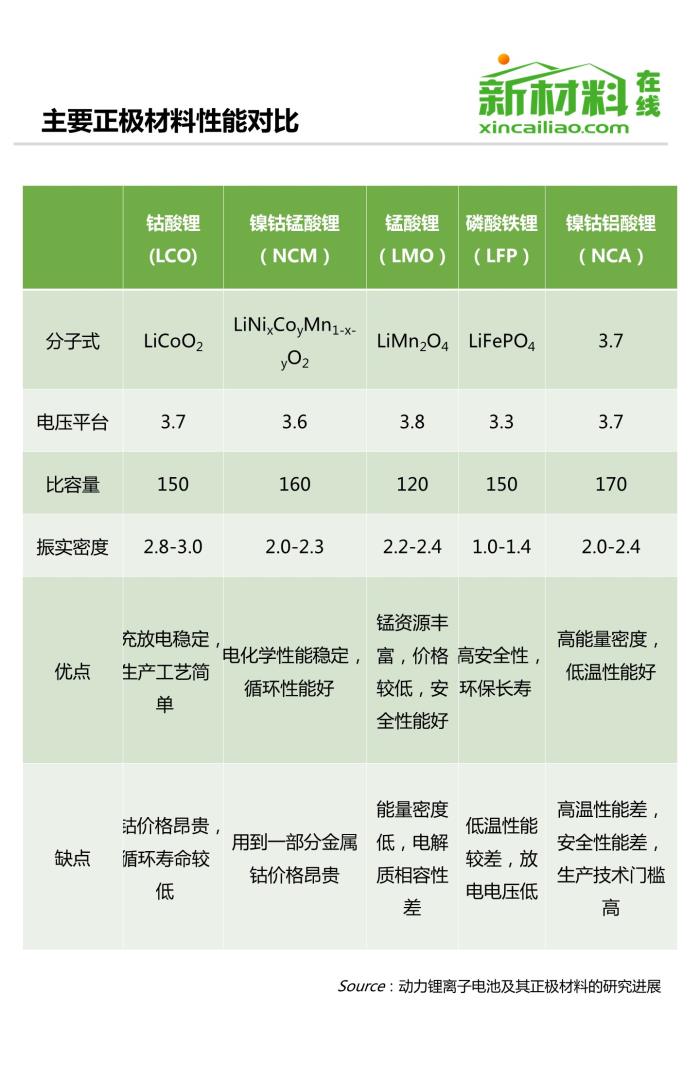 新材料在线
xincailiao.com
主要正极材料性能对比
钴酸锂
(LCO)
镍钴锰酸锂
（NCM）
锰酸锂
（LMO）
磷酸铁锂
（LFP）
镍钴铝酸锂
（NCA）
分子式
LiCoO₂
LiNiₓCoyMn₁₋ₓ₋
yO₂
LiMn₂O₄
LiFePO₄
3.7
电压平台
3.7
3.6
3.8
3.3
3.7
比容量
150
160
120
150
170
振实密度
2.8-3.0
2.0-2.3
2.2-2.4
1.0-1.4
2.0-2.4
优点
充放电稳定，
生产工艺简
单
电化学性能稳定，
循环性能好
锰资源丰
富，价格
较低，安
全性能好
高安全性，
环保长寿
高能量密度，
低温性能好
缺点
钴价格昂贵，
循环寿命较
低
用到一部分金属
钴价格昂贵
能量密度
低，电解
质相容性
差
低温性能
较差，放
电电压低
高温性能差，
安全性能差，
生产技术门槛
高
Source：动力锂离子电池及其正极材料的研究进展